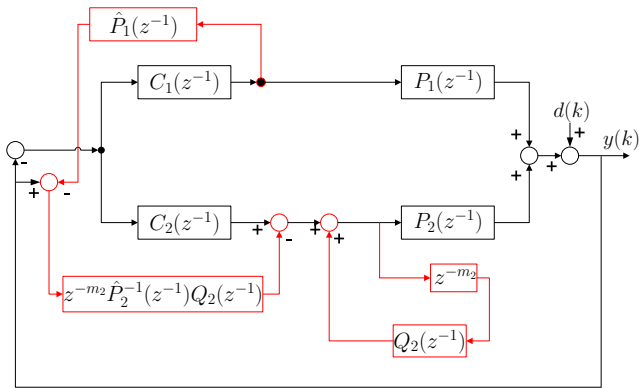 P̂₁(z⁻¹)
C₁(z⁻¹)
P₁(z⁻¹)
d(k)
+
+
y(k)
-
+
+
+
-
C₂(z⁻¹)
+
-
+
+
P₂(z⁻¹)
z⁻ᵐ²P̂₂⁻¹(z⁻¹)Q₂(z⁻¹)
z⁻ᵐ²
Q₂(z⁻¹)